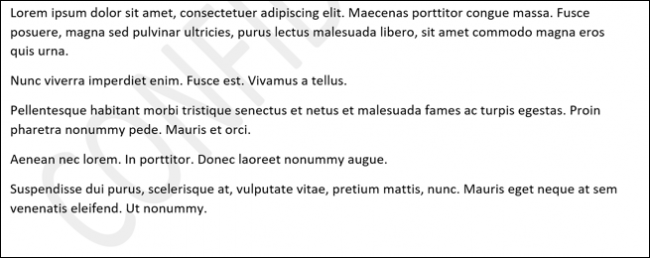 Lorem ipsum dolor sit amet, consectetuer adipiscing elit. Maecenas porttitor congue massa. Fusce
posuere, magna sed pulvinar ultricies, purus lectus malesuada libero, sit amet commodo magna eros
quis urna.
Nunc viverra imperdiet enim. Fusce est. Vivamus a tellus.
Pellentesque habitant morbi tristique senectus et netus et malesuada fames ac turpis egestas. Proin
pharetra nonummy pede. Mauris et orci.
Aenean nec lorem. In porttitor. Donec laoreet nonummy augue.
Suspendisse dui purus, scelerisque at, vulputate vitae, pretium mattis, nunc. Mauris eget neque at sem
venenatis eleifend. Ut nonummy.
CONFID